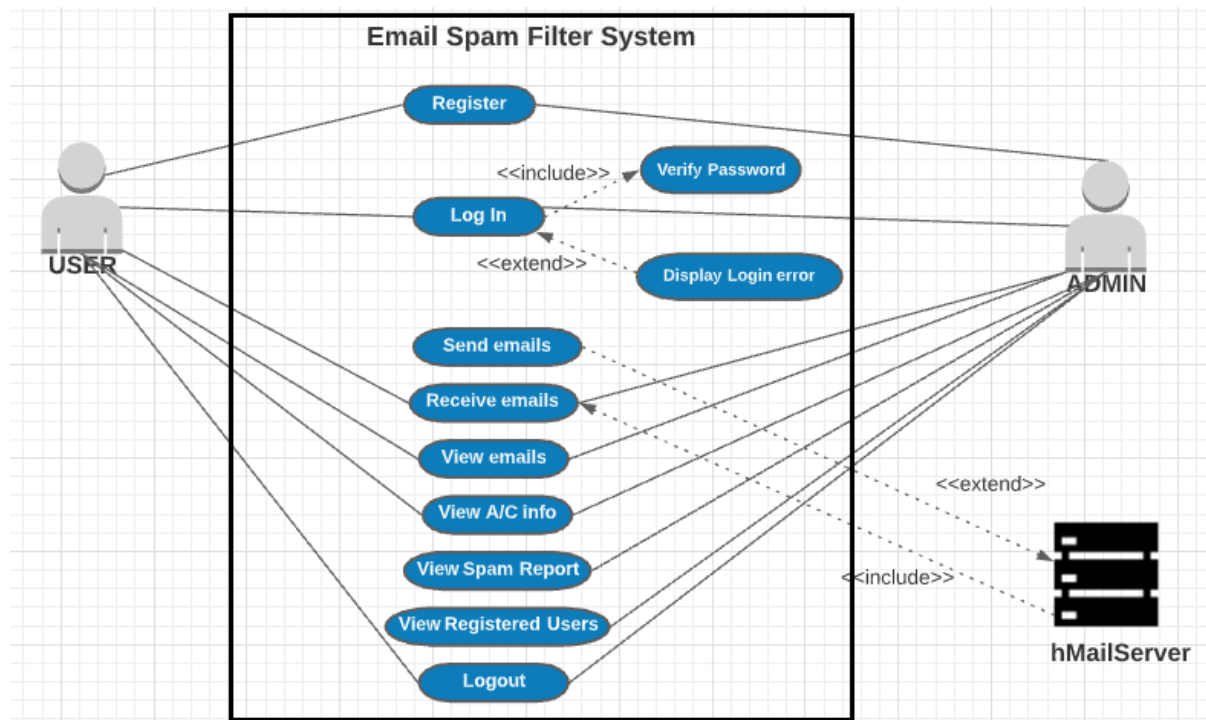 Email Spam Filter System
Register
<<include>>
Verify Password
Log In
<<extend>>
Display Login error
USER
ADMIN
Send emails
Receive emails
View emails
<<extend>>
View A/C info
View Spam Report
<<include>>
View Registered Users
hMailServer
Logout